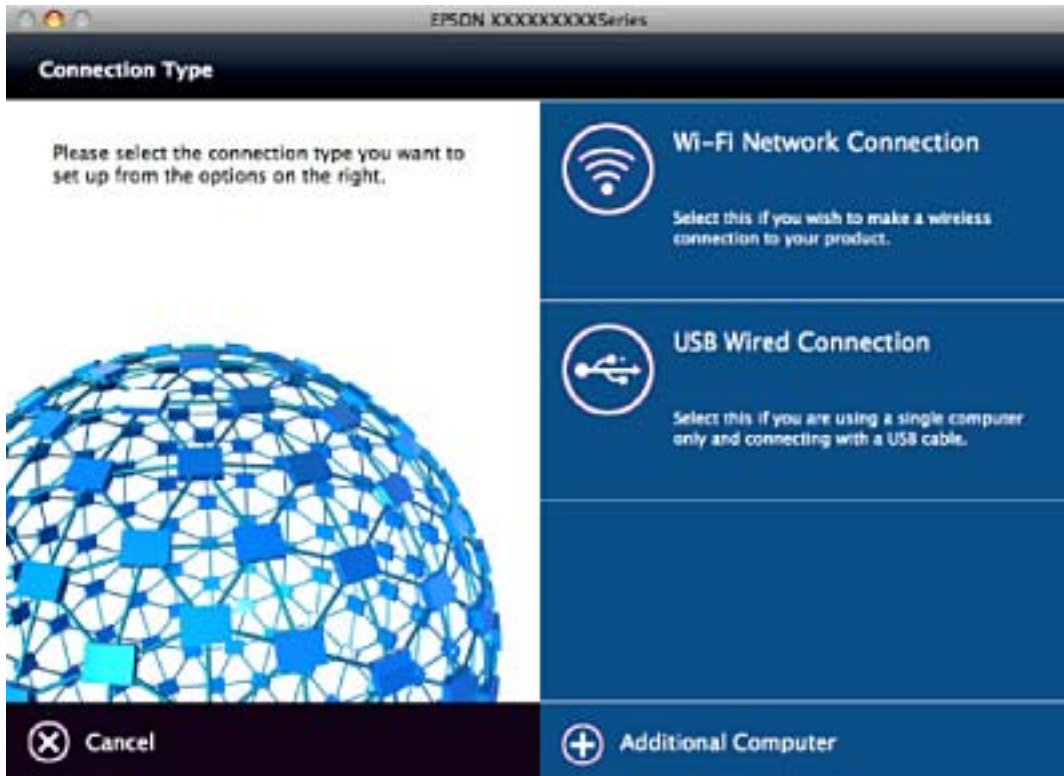 EPSON XXXXXXXXXSeries
Connection Type
Please select the connection type you want to
set up from the options on the right.
Wi-Fi Network Connection
Select this if you wish to make a wireless
connection to your product.
USB Wired Connection
Select this if you are using a single computer
only and connecting with a USB cable.
Cancel
Additional Computer